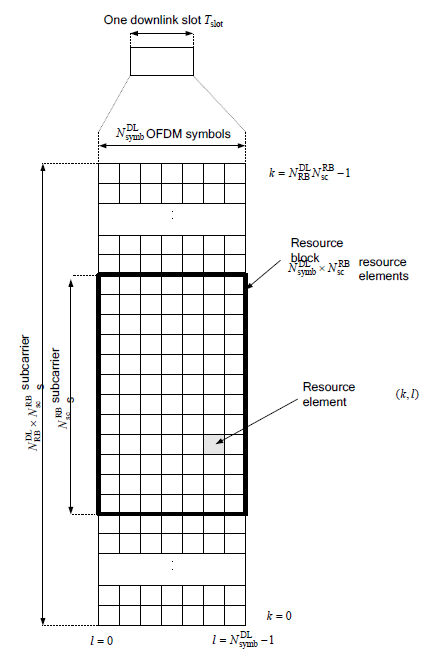 One downlink slot T_slot
N_symb^DL OFDM symbols
k = N_RB^DL N_sc^RB − 1
:
Resource
block
N_symb^DL × N_sc^RB resource
elements
N_RB^DL × N_sc^RB subcarrier
s
N_sc^RB subcarrier
s
Resource
element
(k, l)
:
k = 0
l = 0
l = N_symb^DL − 1